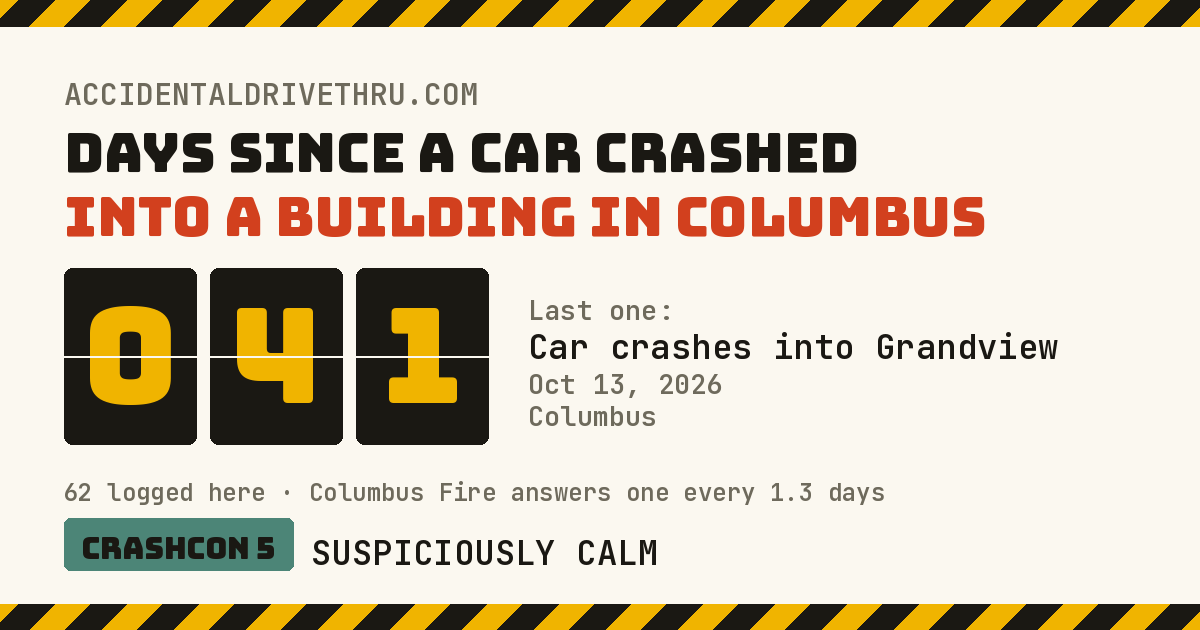 ACCIDENTALDRIVETHRU.COM
DAYS SINCE A CAR CRASHED
INTO A BUILDING IN COLUMBUS
041
Last one:
Car crashes into Grandview
Oct 13, 2026
Columbus
62 logged here · Columbus Fire answers one every 1.3 days
CRASHCON 5
SUSPICIOUSLY CALM